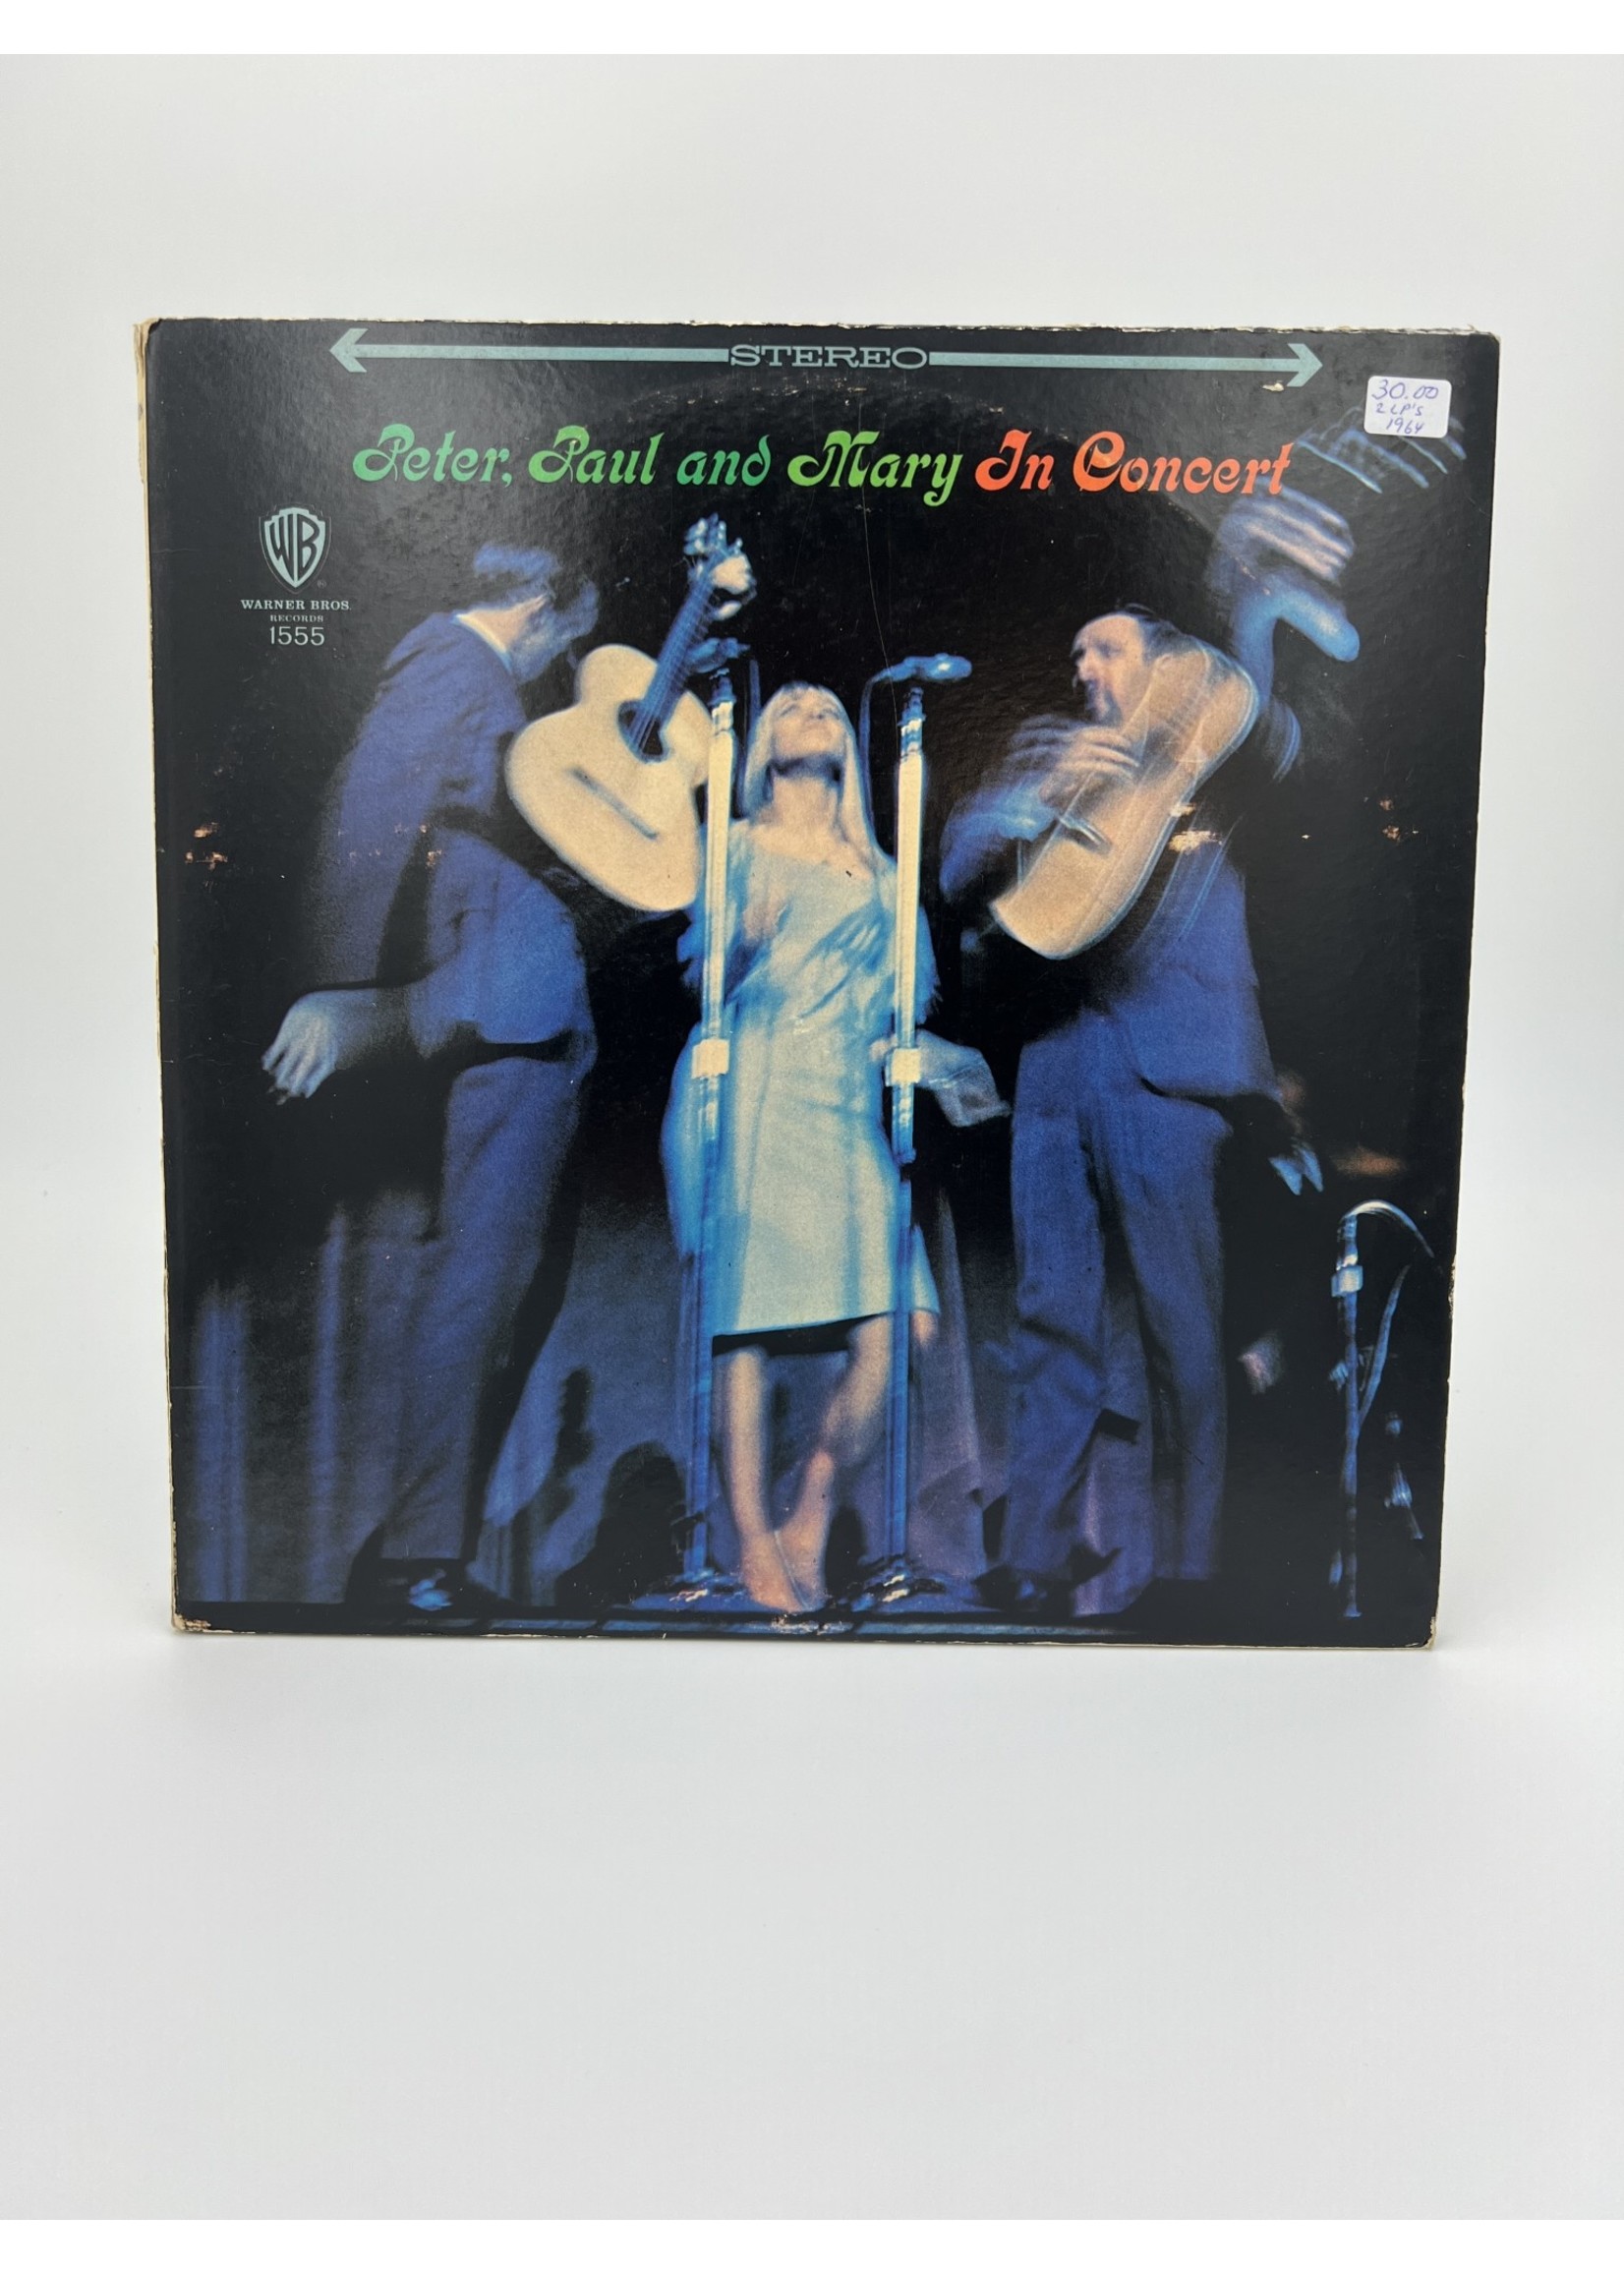 STEREO
30.00
2 LP's
1964
Peter, Paul and Mary In Concert
WB
WARNER BROS.
RECORDS
1555